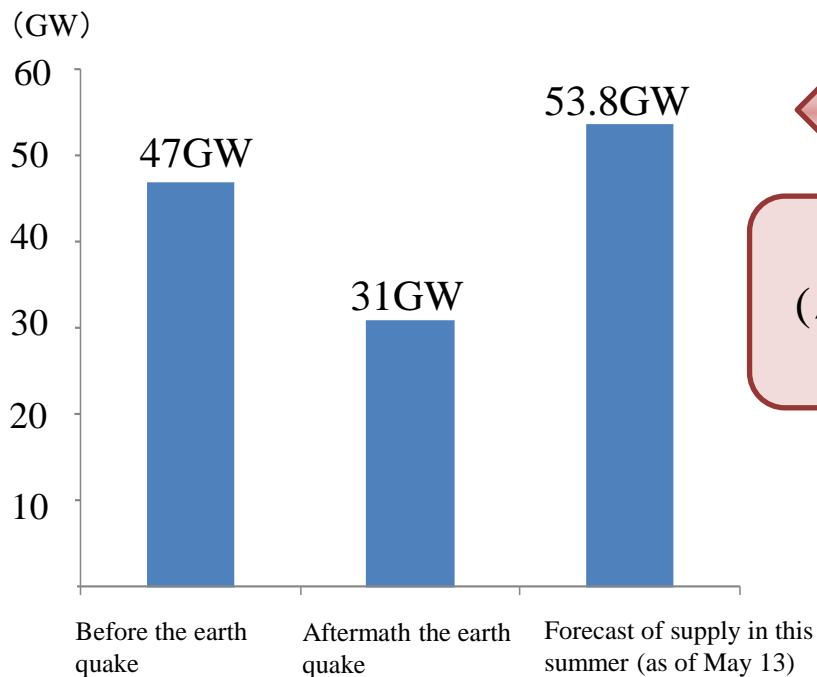 （GW）
60
50
40
30
20
10
47GW
31GW
53.8GW
(
Before the earth
quake
Aftermath the earth
quake
Forecast of supply in this
summer (as of May 13)